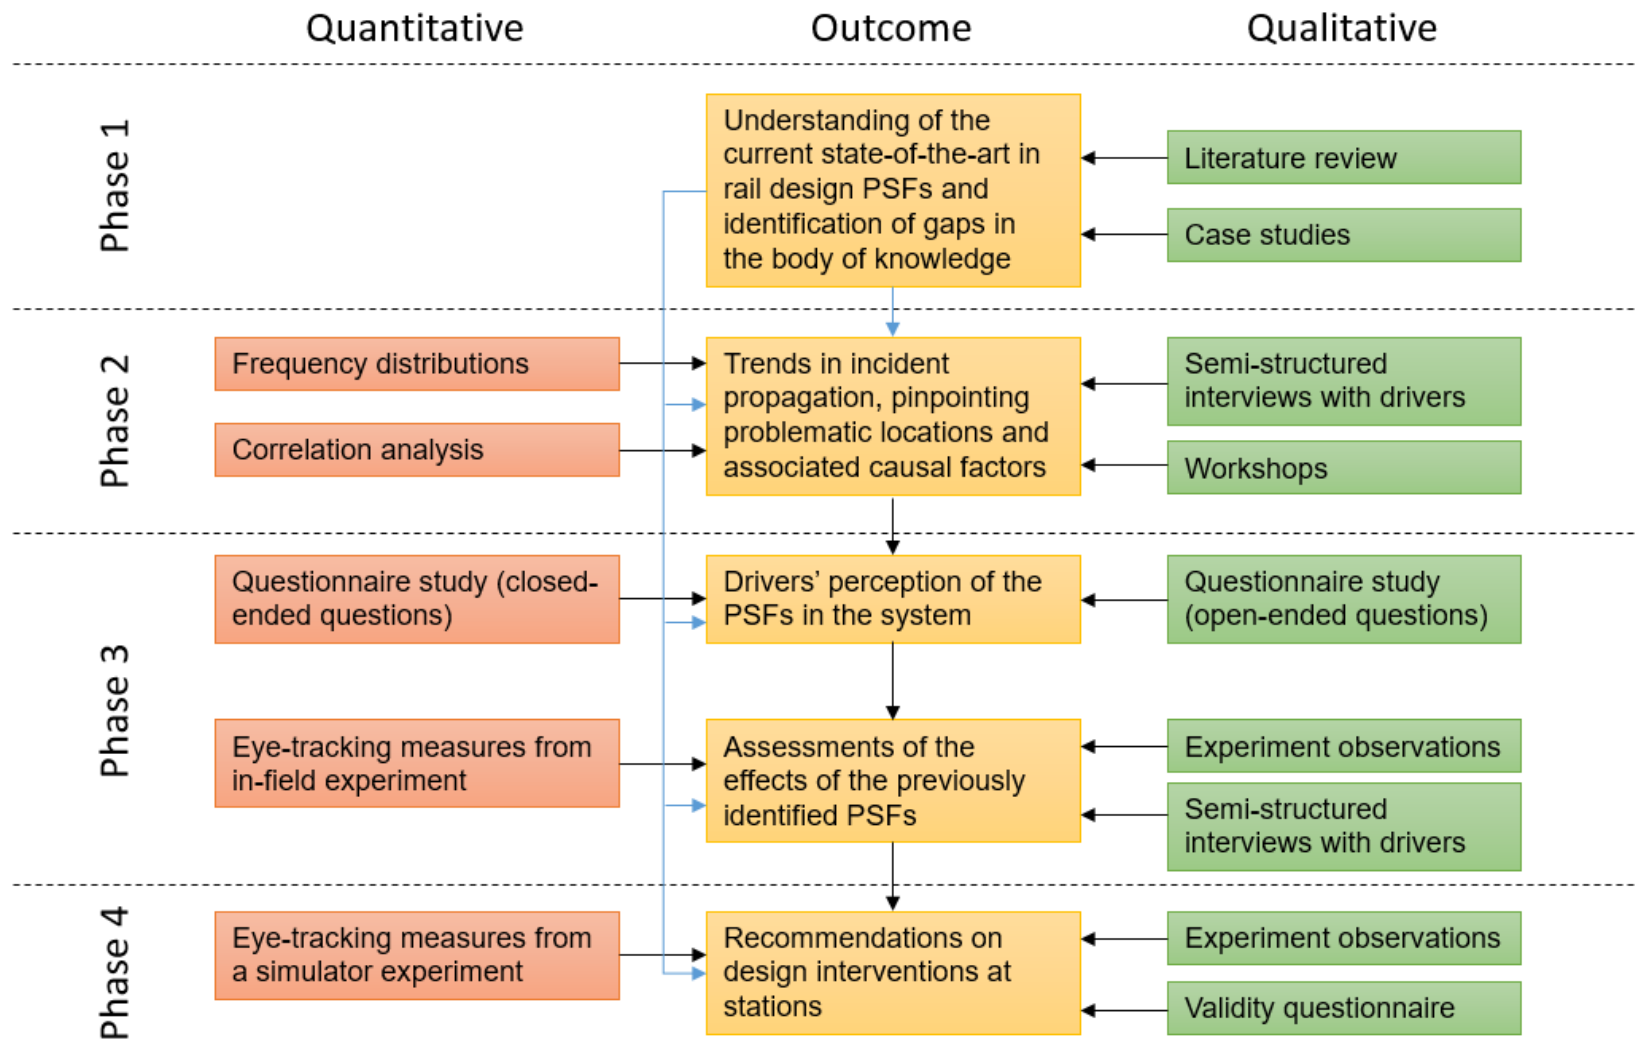 Quantitative
Outcome
Qualitative
Phase 1
Understanding of the
current state-of-the-art in
rail design PSFs and
identification of gaps in
the body of knowledge
Literature review
Case studies
Phase 2
Frequency distributions
Correlation analysis
Trends in incident
propagation, pinpointing
problematic locations and
associated causal factors
Semi-structured
interviews with drivers
Workshops
Phase 3
Questionnaire study (closed-
ended questions)
Drivers’ perception of the
PSFs in the system
Questionnaire study
(open-ended questions)
Eye-tracking measures from
in-field experiment
Assessments of the
effects of the previously
identified PSFs
Experiment observations
Semi-structured
interviews with drivers
Phase 4
Eye-tracking measures from
a simulator experiment
Recommendations on
design interventions at
stations
Experiment observations
Validity questionnaire